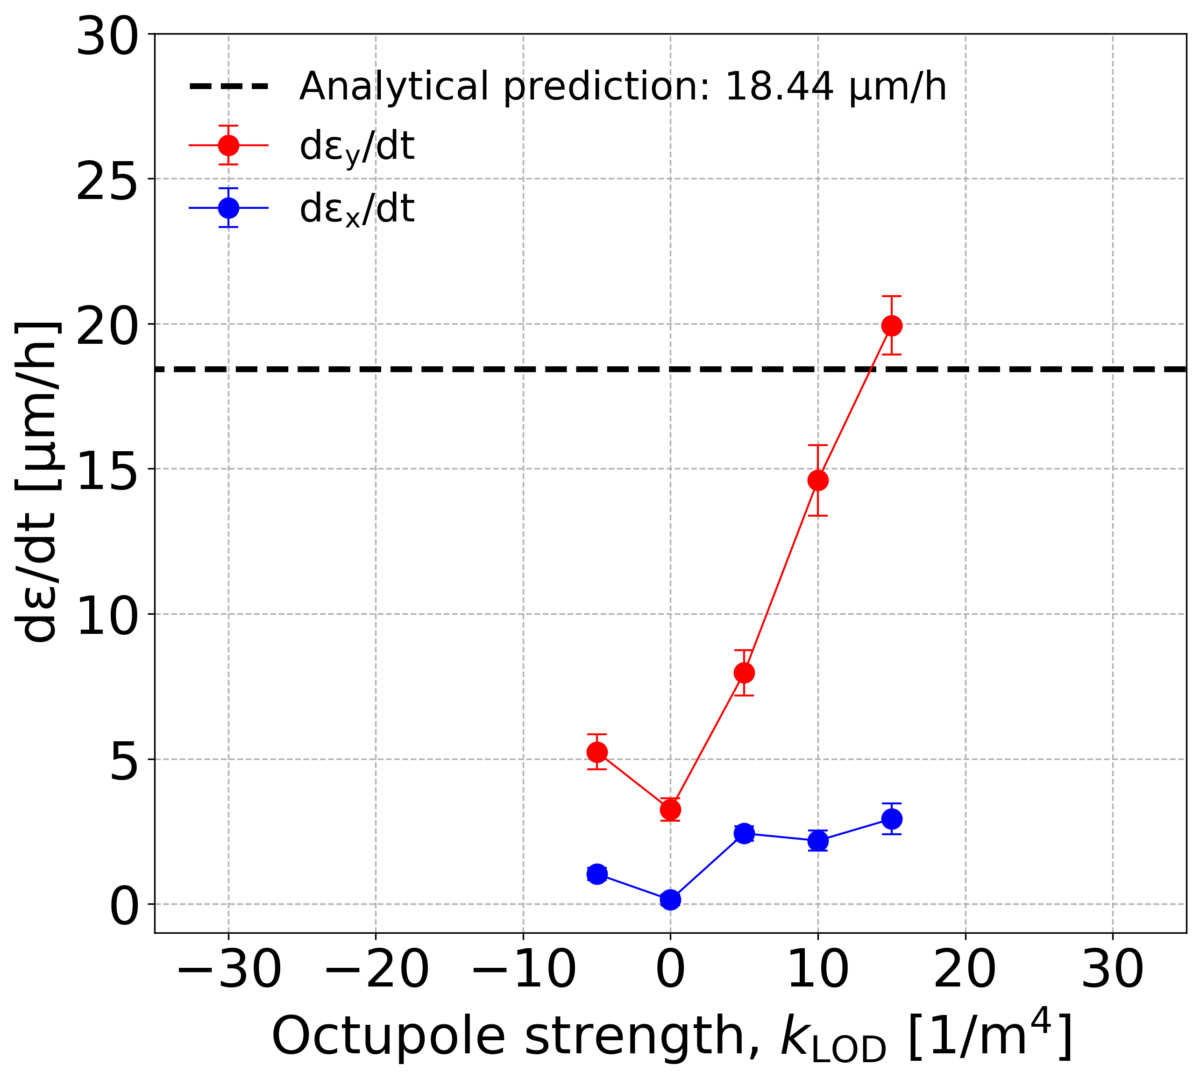 30
25
20
15
10
5
0
dε/dt [μm/h]
Analytical prediction: 18.44 μm/h
dεy/dt
dεx/dt
−30 −20 −10 0 10 20 30
Octupole strength, kLOD [1/m⁴]